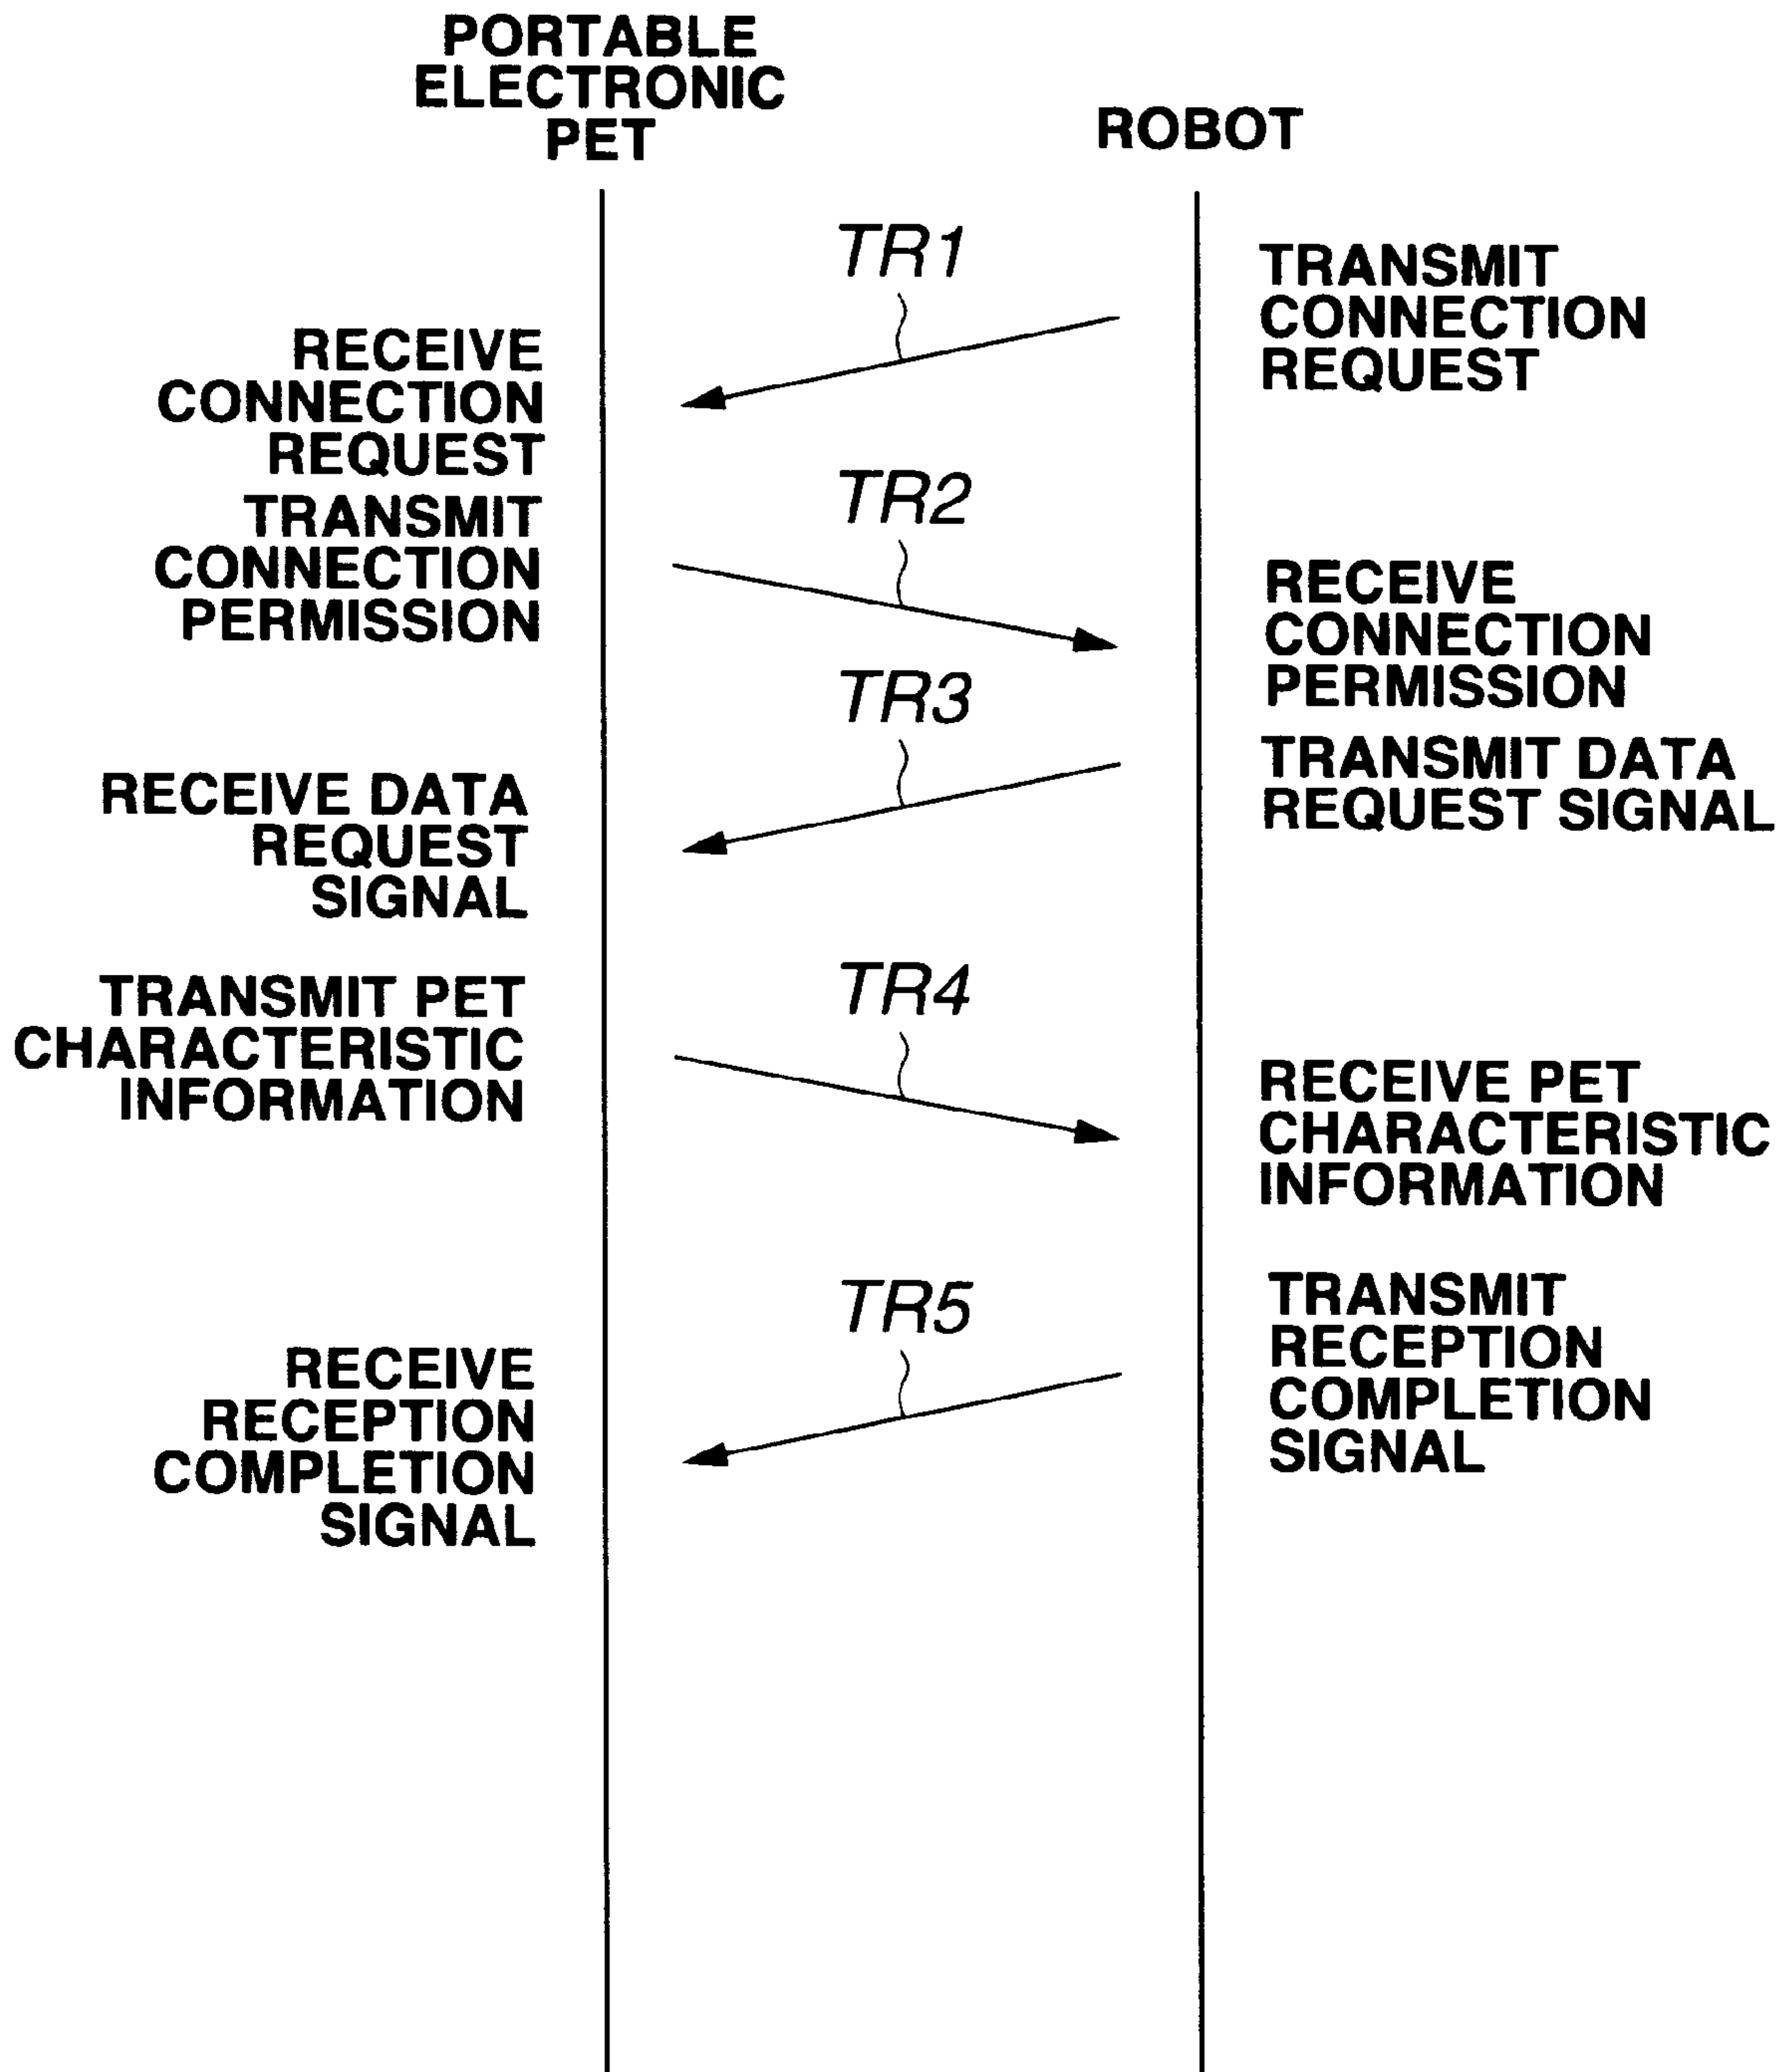 PORTABLE
ELECTRONIC
PET
ROBOT
TR1
TRANSMIT
CONNECTION
REQUEST
RECEIVE
CONNECTION
REQUEST
TR2
TRANSMIT
CONNECTION
PERMISSION
RECEIVE
CONNECTION
PERMISSION
TR3
TRANSMIT DATA
REQUEST SIGNAL
RECEIVE DATA
REQUEST
SIGNAL
TR4
TRANSMIT PET
CHARACTERISTIC
INFORMATION
RECEIVE PET
CHARACTERISTIC
INFORMATION
TR5
TRANSMIT
RECEPTION
COMPLETION
SIGNAL
RECEIVE
RECEPTION
COMPLETION
SIGNAL